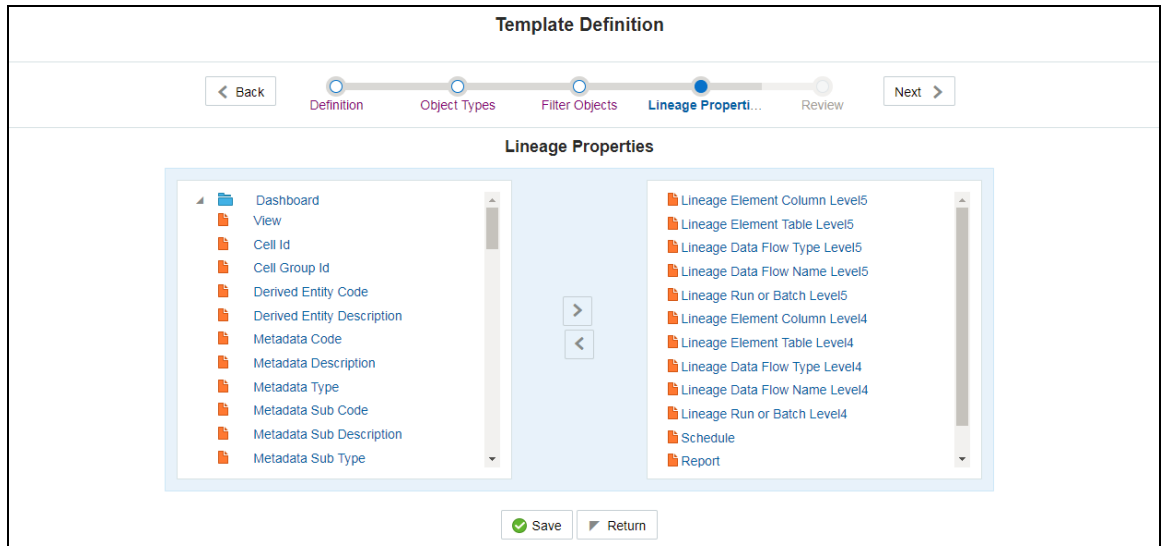 Template Definition
Back
Definition
Object Types
Filter Objects
Lineage Properti...
Review
Next
Lineage Properties
Dashboard
View
Cell Id
Cell Group Id
Derived Entity Code
Derived Entity Description
Metadata Code
Metadata Description
Metadata Type
Metadata Sub Code
Metadata Sub Description
Metadata Sub Type
Lineage Element Column Level5
Lineage Element Table Level5
Lineage Data Flow Type Level5
Lineage Data Flow Name Level5
Lineage Run or Batch Level5
Lineage Element Column Level4
Lineage Element Table Level4
Lineage Data Flow Type Level4
Lineage Data Flow Name Level4
Lineage Run or Batch Level4
Schedule
Report
Save
Return